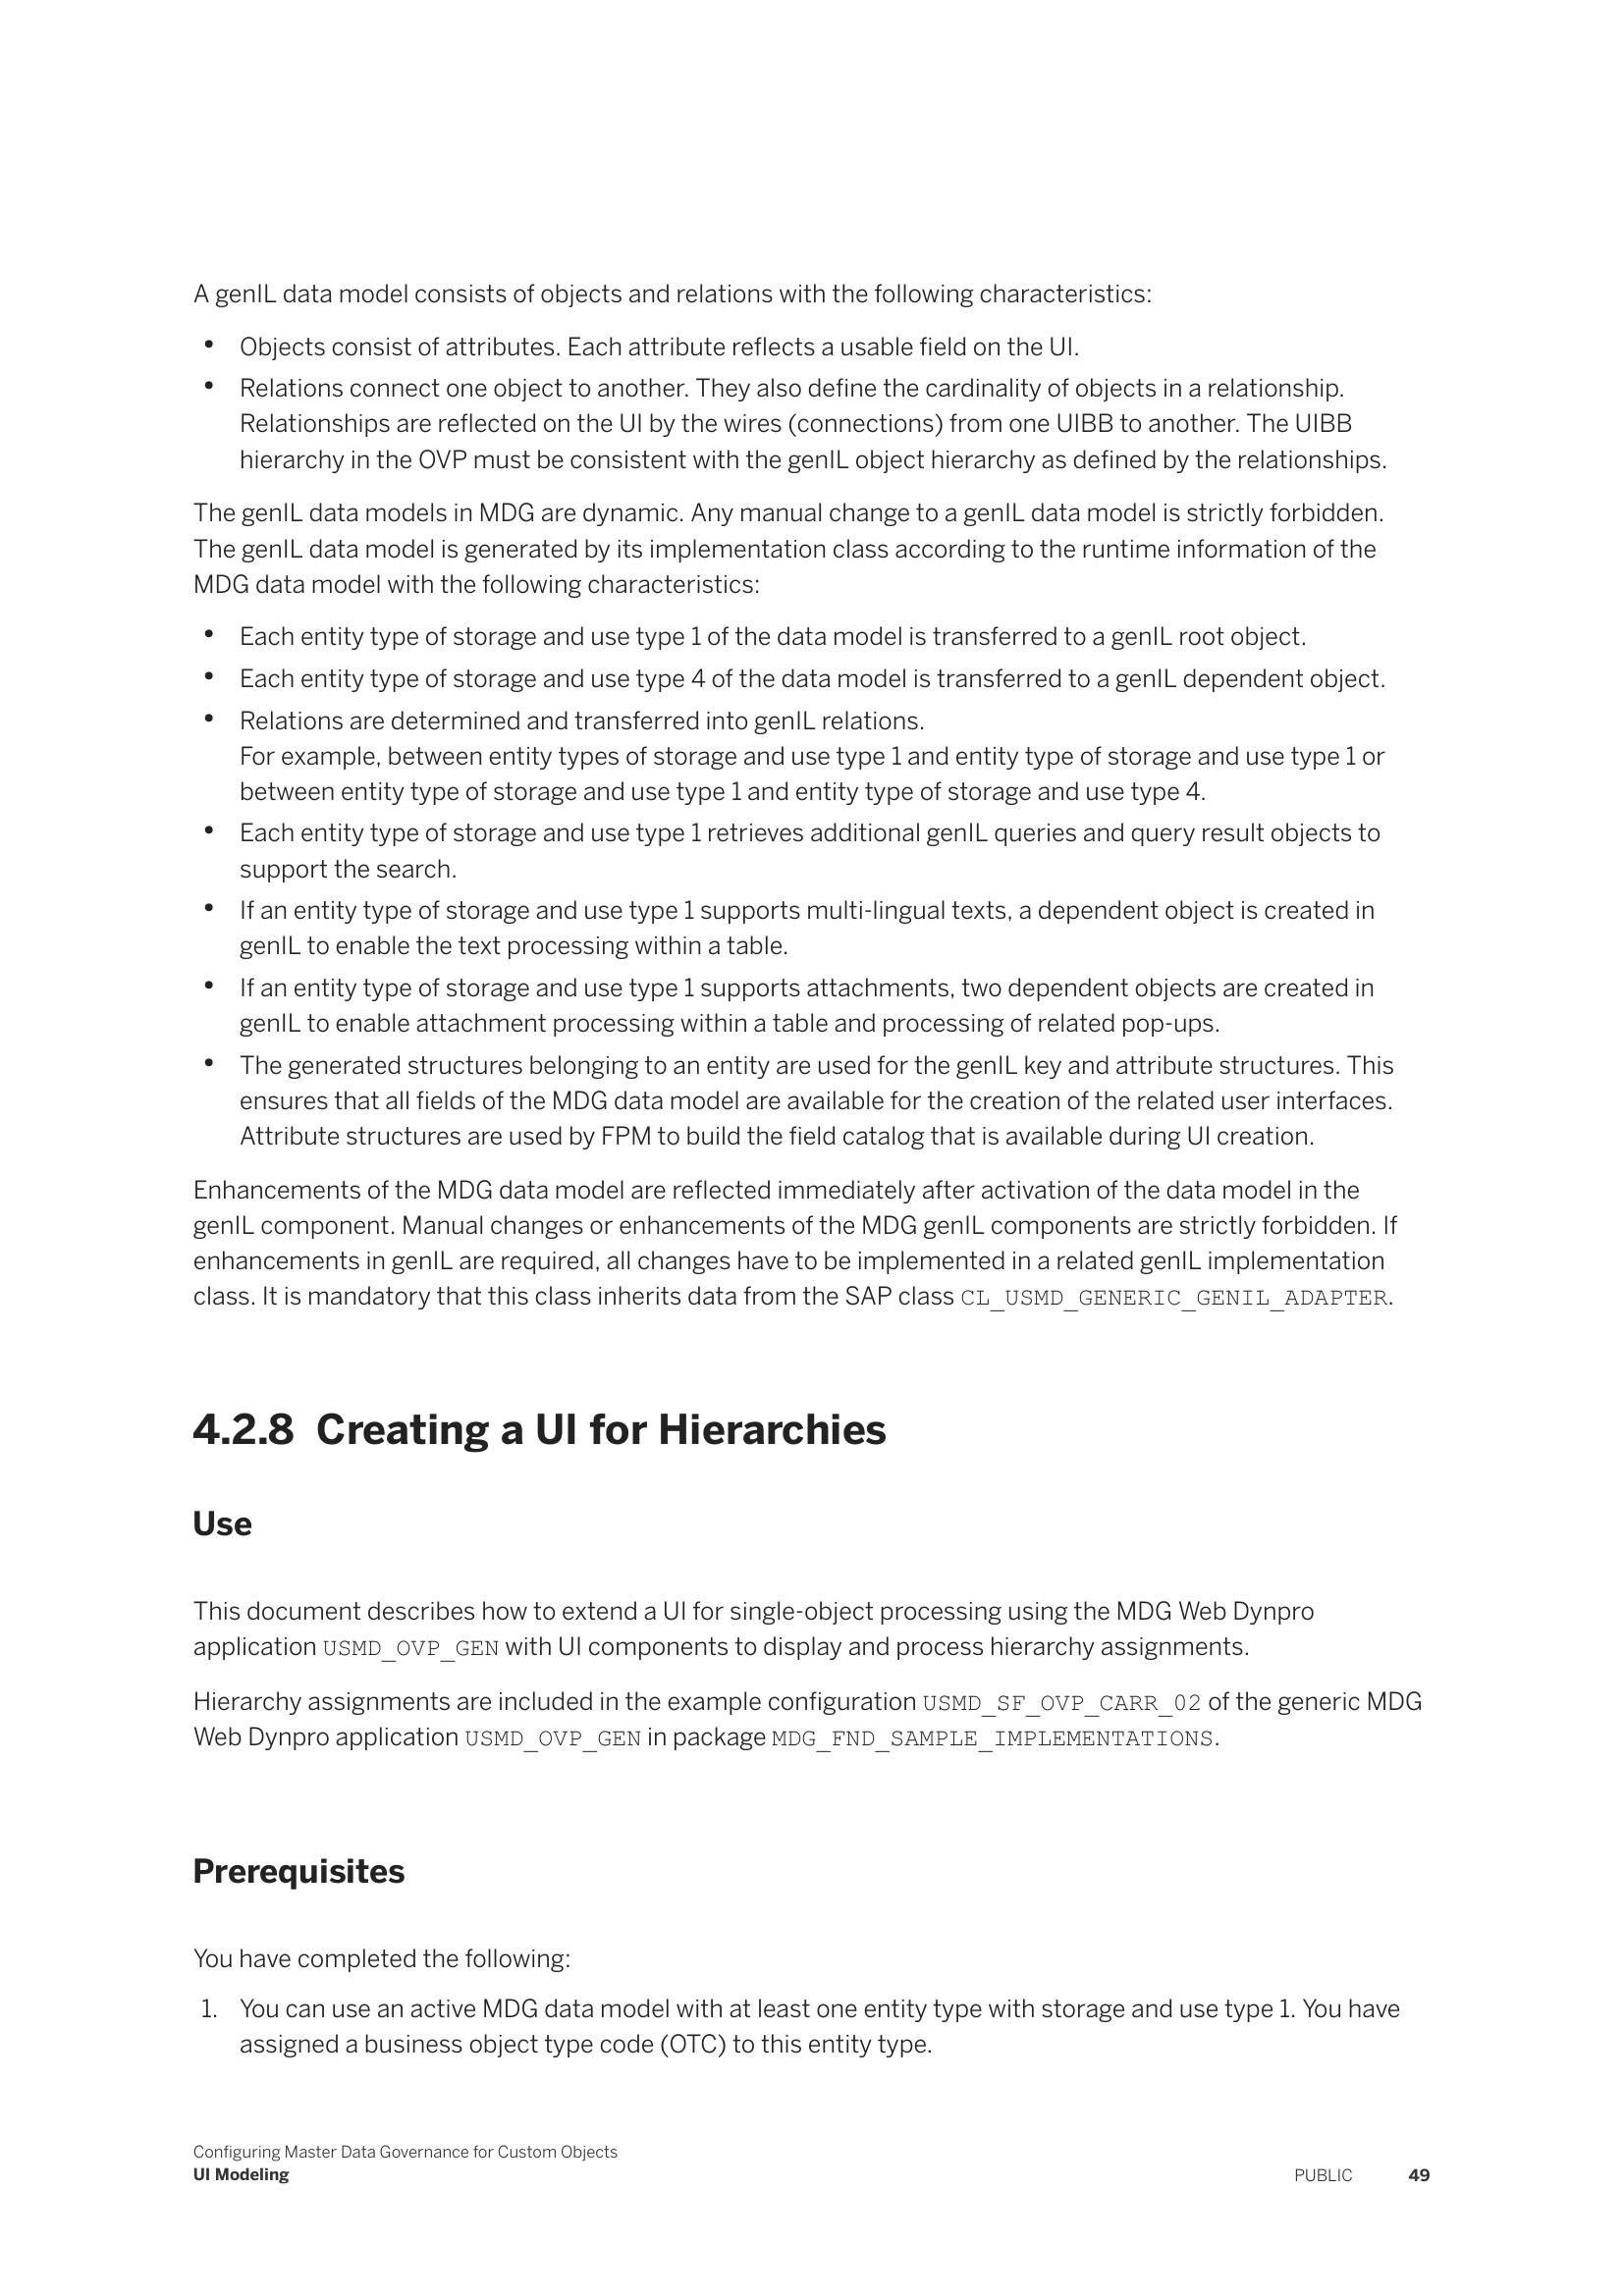 A genIL data model consists of objects and relations with the following characteristics:
• Objects consist of attributes. Each attribute reflects a usable field on the UI.
• Relations connect one object to another. They also define the cardinality of objects in a relationship.
Relationships are reflected on the UI by the wires (connections) from one UIBB to another. The UIBB
hierarchy in the OVP must be consistent with the genIL object hierarchy as defined by the relationships.
The genIL data models in MDG are dynamic. Any manual change to a genIL data model is strictly forbidden.
The genIL data model is generated by its implementation class according to the runtime information of the
MDG data model with the following characteristics:
• Each entity type of storage and use type 1 of the data model is transferred to a genIL root object.
• Each entity type of storage and use type 4 of the data model is transferred to a genIL dependent object.
• Relations are determined and transferred into genIL relations.
For example, between entity types of storage and use type 1 and entity type of storage and use type 1 or
between entity type of storage and use type 1 and entity type of storage and use type 4.
• Each entity type of storage and use type 1 retrieves additional genIL queries and query result objects to
support the search.
• If an entity type of storage and use type 1 supports multi-lingual texts, a dependent object is created in
genIL to enable the text processing within a table.
• If an entity type of storage and use type 1 supports attachments, two dependent objects are created in
genIL to enable attachment processing within a table and processing of related pop-ups.
• The generated structures belonging to an entity are used for the genIL key and attribute structures. This
ensures that all fields of the MDG data model are available for the creation of the related user interfaces.
Attribute structures are used by FPM to build the field catalog that is available during UI creation.
Enhancements of the MDG data model are reflected immediately after activation of the data model in the
genIL component. Manual changes or enhancements of the MDG genIL components are strictly forbidden. If
enhancements in genIL are required, all changes have to be implemented in a related genIL implementation
class. It is mandatory that this class inherits data from the SAP class CL_USMD_GENERIC_GENIL_ADAPTER.
4.2.8 Creating a UI for Hierarchies
Use
This document describes how to extend a UI for single-object processing using the MDG Web Dynpro
application USMD_OVP_GEN with UI components to display and process hierarchy assignments.
Hierarchy assignments are included in the example configuration USMD_SF_OVP_CARR_02 of the generic MDG
Web Dynpro application USMD_OVP_GEN in package MDG_FND_SAMPLE_IMPLEMENTATIONS.
Prerequisites
You have completed the following:
1. You can use an active MDG data model with at least one entity type with storage and use type 1. You have
assigned a business object type code (OTC) to this entity type.
Configuring Master Data Governance for Custom Objects
UI Modeling
PUBLIC 49